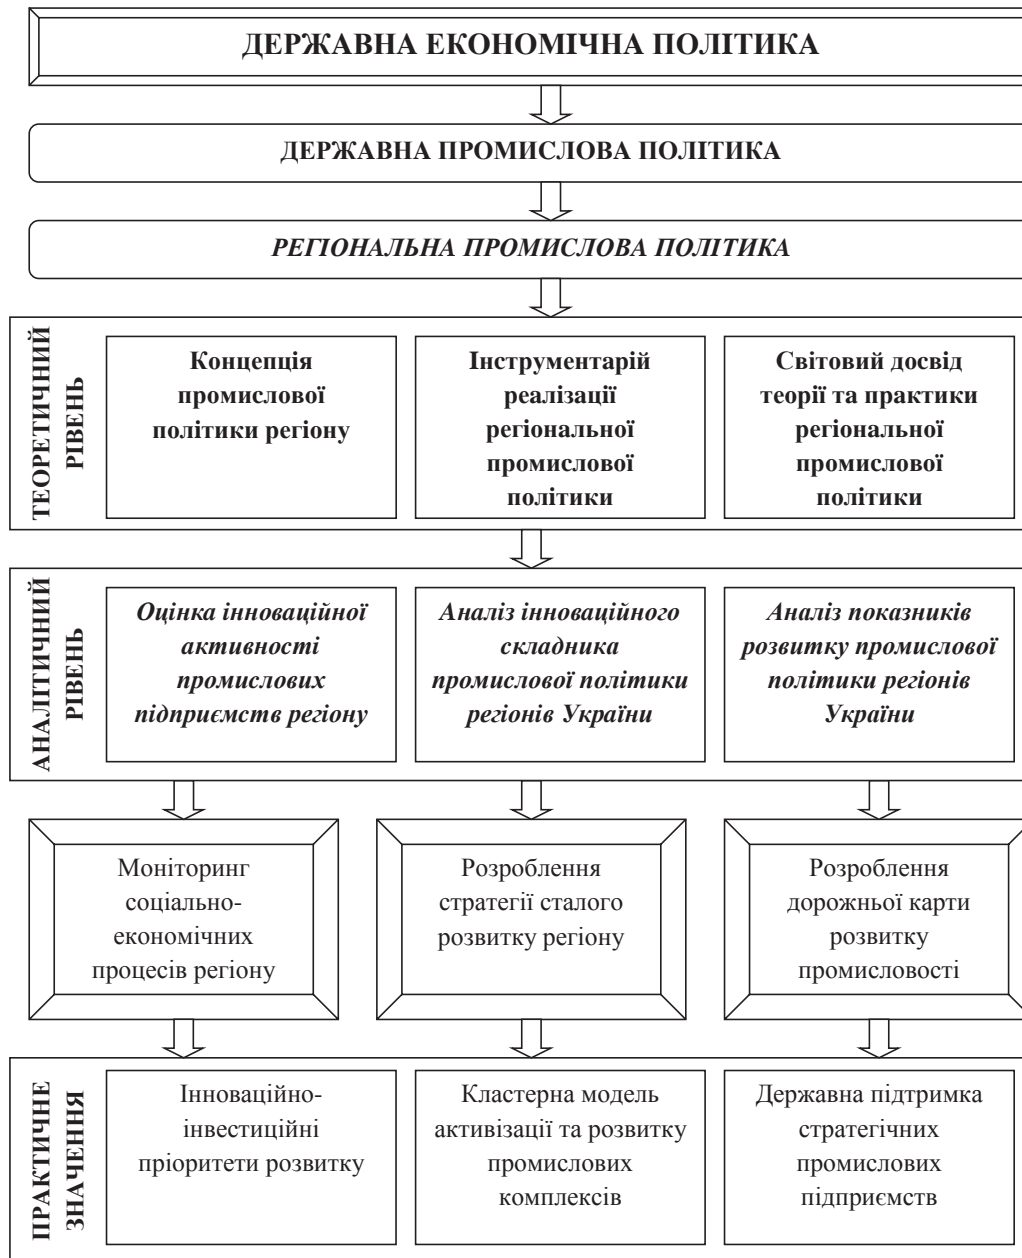 ДЕРЖАВНА ЕКОНОМІЧНА ПОЛІТИКА
ДЕРЖАВНА ПРОМИСЛОВА ПОЛІТИКА
РЕГІОНАЛЬНА ПРОМИСЛОВА ПОЛІТИКА
ТЕОРЕТИЧНИЙ
РІВЕНЬ
Концепція
промислової
політики регіону
Інструментарій
реалізації
регіональної
промислової
політики
Світовий досвід
теорії та практики
регіональної
промислової
політики
АНАЛІТИЧНИЙ
РІВЕНЬ
Оцінка інноваційної
активності
промислових
підприємств регіону
Аналіз інноваційного
складника
промислової політики
регіонів України
Аналіз показників
розвитку промислової
політики регіонів
України
Моніторинг
соціально-
економічних
процесів регіону
Розроблення
стратегії сталого
розвитку регіону
Розроблення
дорожньої карти
розвитку
промисловості
ПРАКТИЧНЕ
ЗНАЧЕННЯ
Інноваційно-
інвестиційні
пріоритети розвитку
Кластерна модель
активізації та розвитку
промислових
комплексів
Державна підтримка
стратегічних
промислових
підприємств